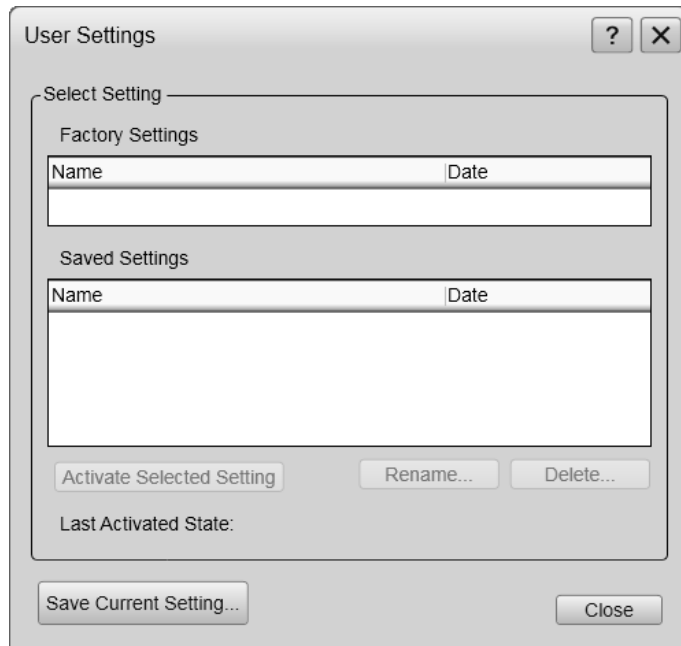 User Settings ? X
Select Setting
Factory Settings
Name Date
Saved Settings
Name Date
Activate Selected Setting Rename... Delete...
Last Activated State:
Save Current Setting... Close